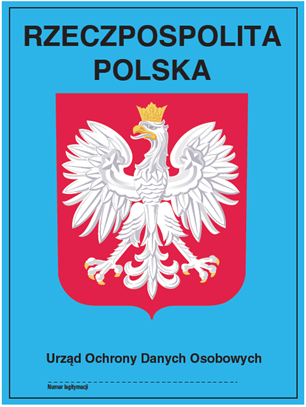 RZECZPOSPOLITA
POLSKA
Urząd Ochrony Danych Osobowych
Numer legitymacji